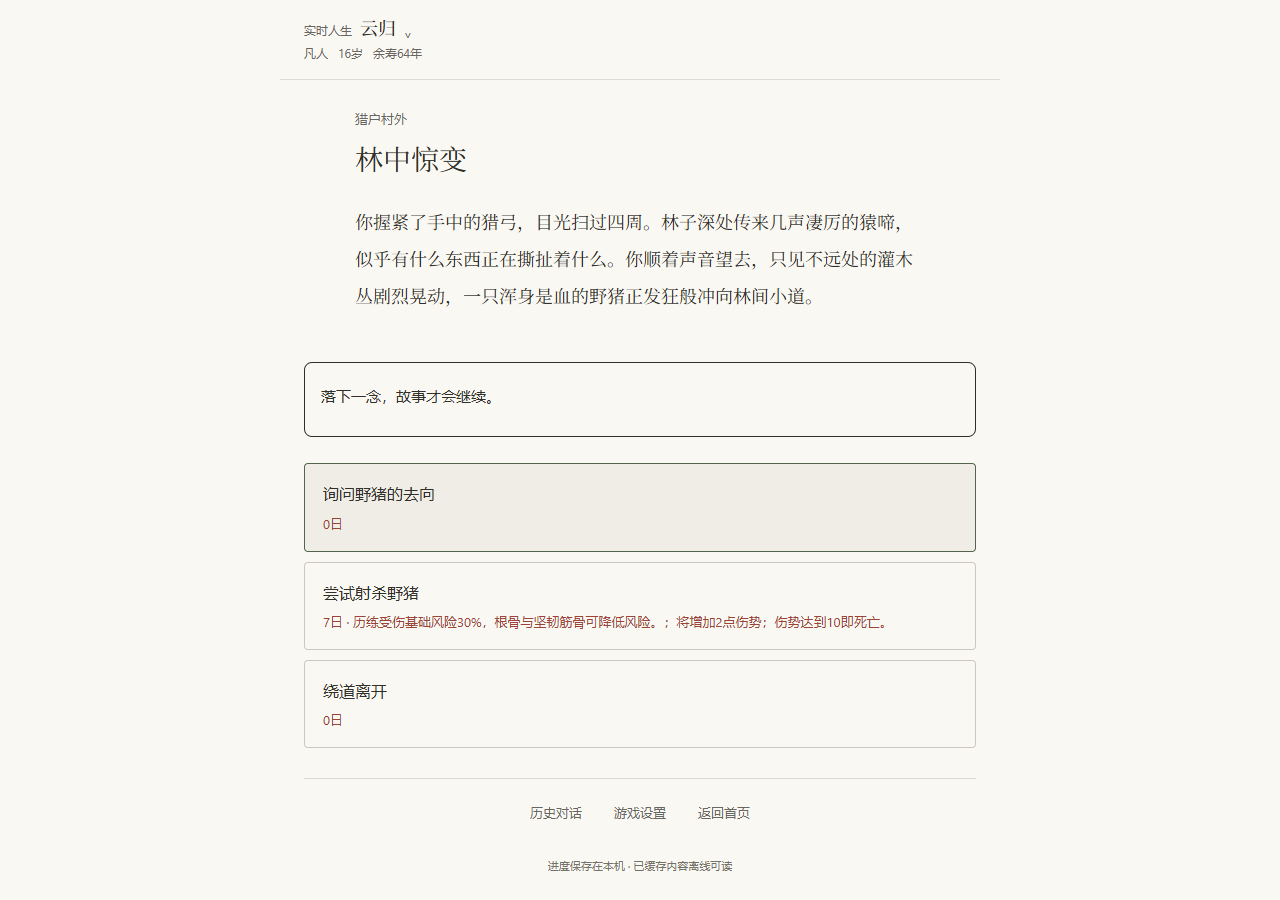 实时人生 云归 v
凡人 16岁 余寿64年
猎户村外
林中惊变
你握紧了手中的猎弓，目光扫过四周。林子深处传来几声凄厉的猿啼，
似乎有什么东西正在撕扯着什么。你顺着声音望去，只见不远处的灌木
丛剧烈晃动，一只浑身是血的野猪正发狂般冲向林间小道。
落下一念，故事才会继续。
询问野猪的去向
0日
尝试射杀野猪
7日 · 历练受伤基础风险30%，根骨与坚韧筋骨可降低风险。；将增加2点伤势；伤势达到10即死亡。
绕道离开
0日
历史对话 游戏设置 返回首页
进度保存在本机 · 已缓存内容离线可读